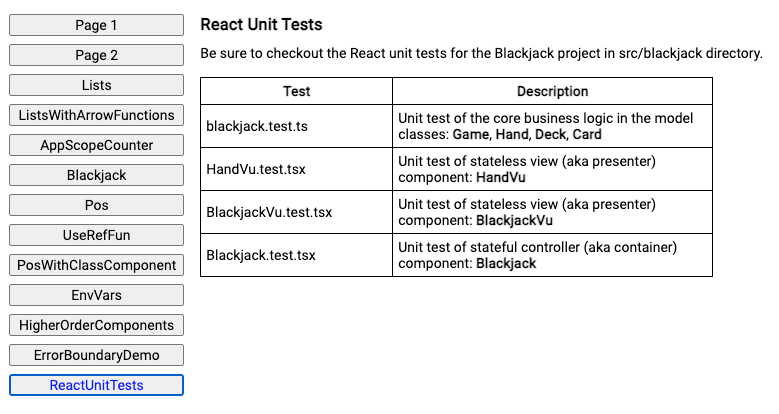 Page 1
Page 2
Lists
ListsWithArrowFunctions
AppScopeCounter
Blackjack
Pos
UseRefFun
PosWithClassComponent
EnvVars
HigherOrderComponents
ErrorBoundaryDemo
ReactUnitTests
React Unit Tests
Be sure to checkout the React unit tests for the Blackjack project in src/blackjack directory.
Test
Description
blackjack.test.ts
Unit test of the core business logic in the model
classes: Game, Hand, Deck, Card
HandVu.test.tsx
Unit test of stateless view (aka presenter)
component: HandVu
BlackjackVu.test.tsx
Unit test of stateless view (aka presenter)
component: BlackjackVu
Blackjack.test.tsx
Unit test of stateful controller (aka container)
component: Blackjack